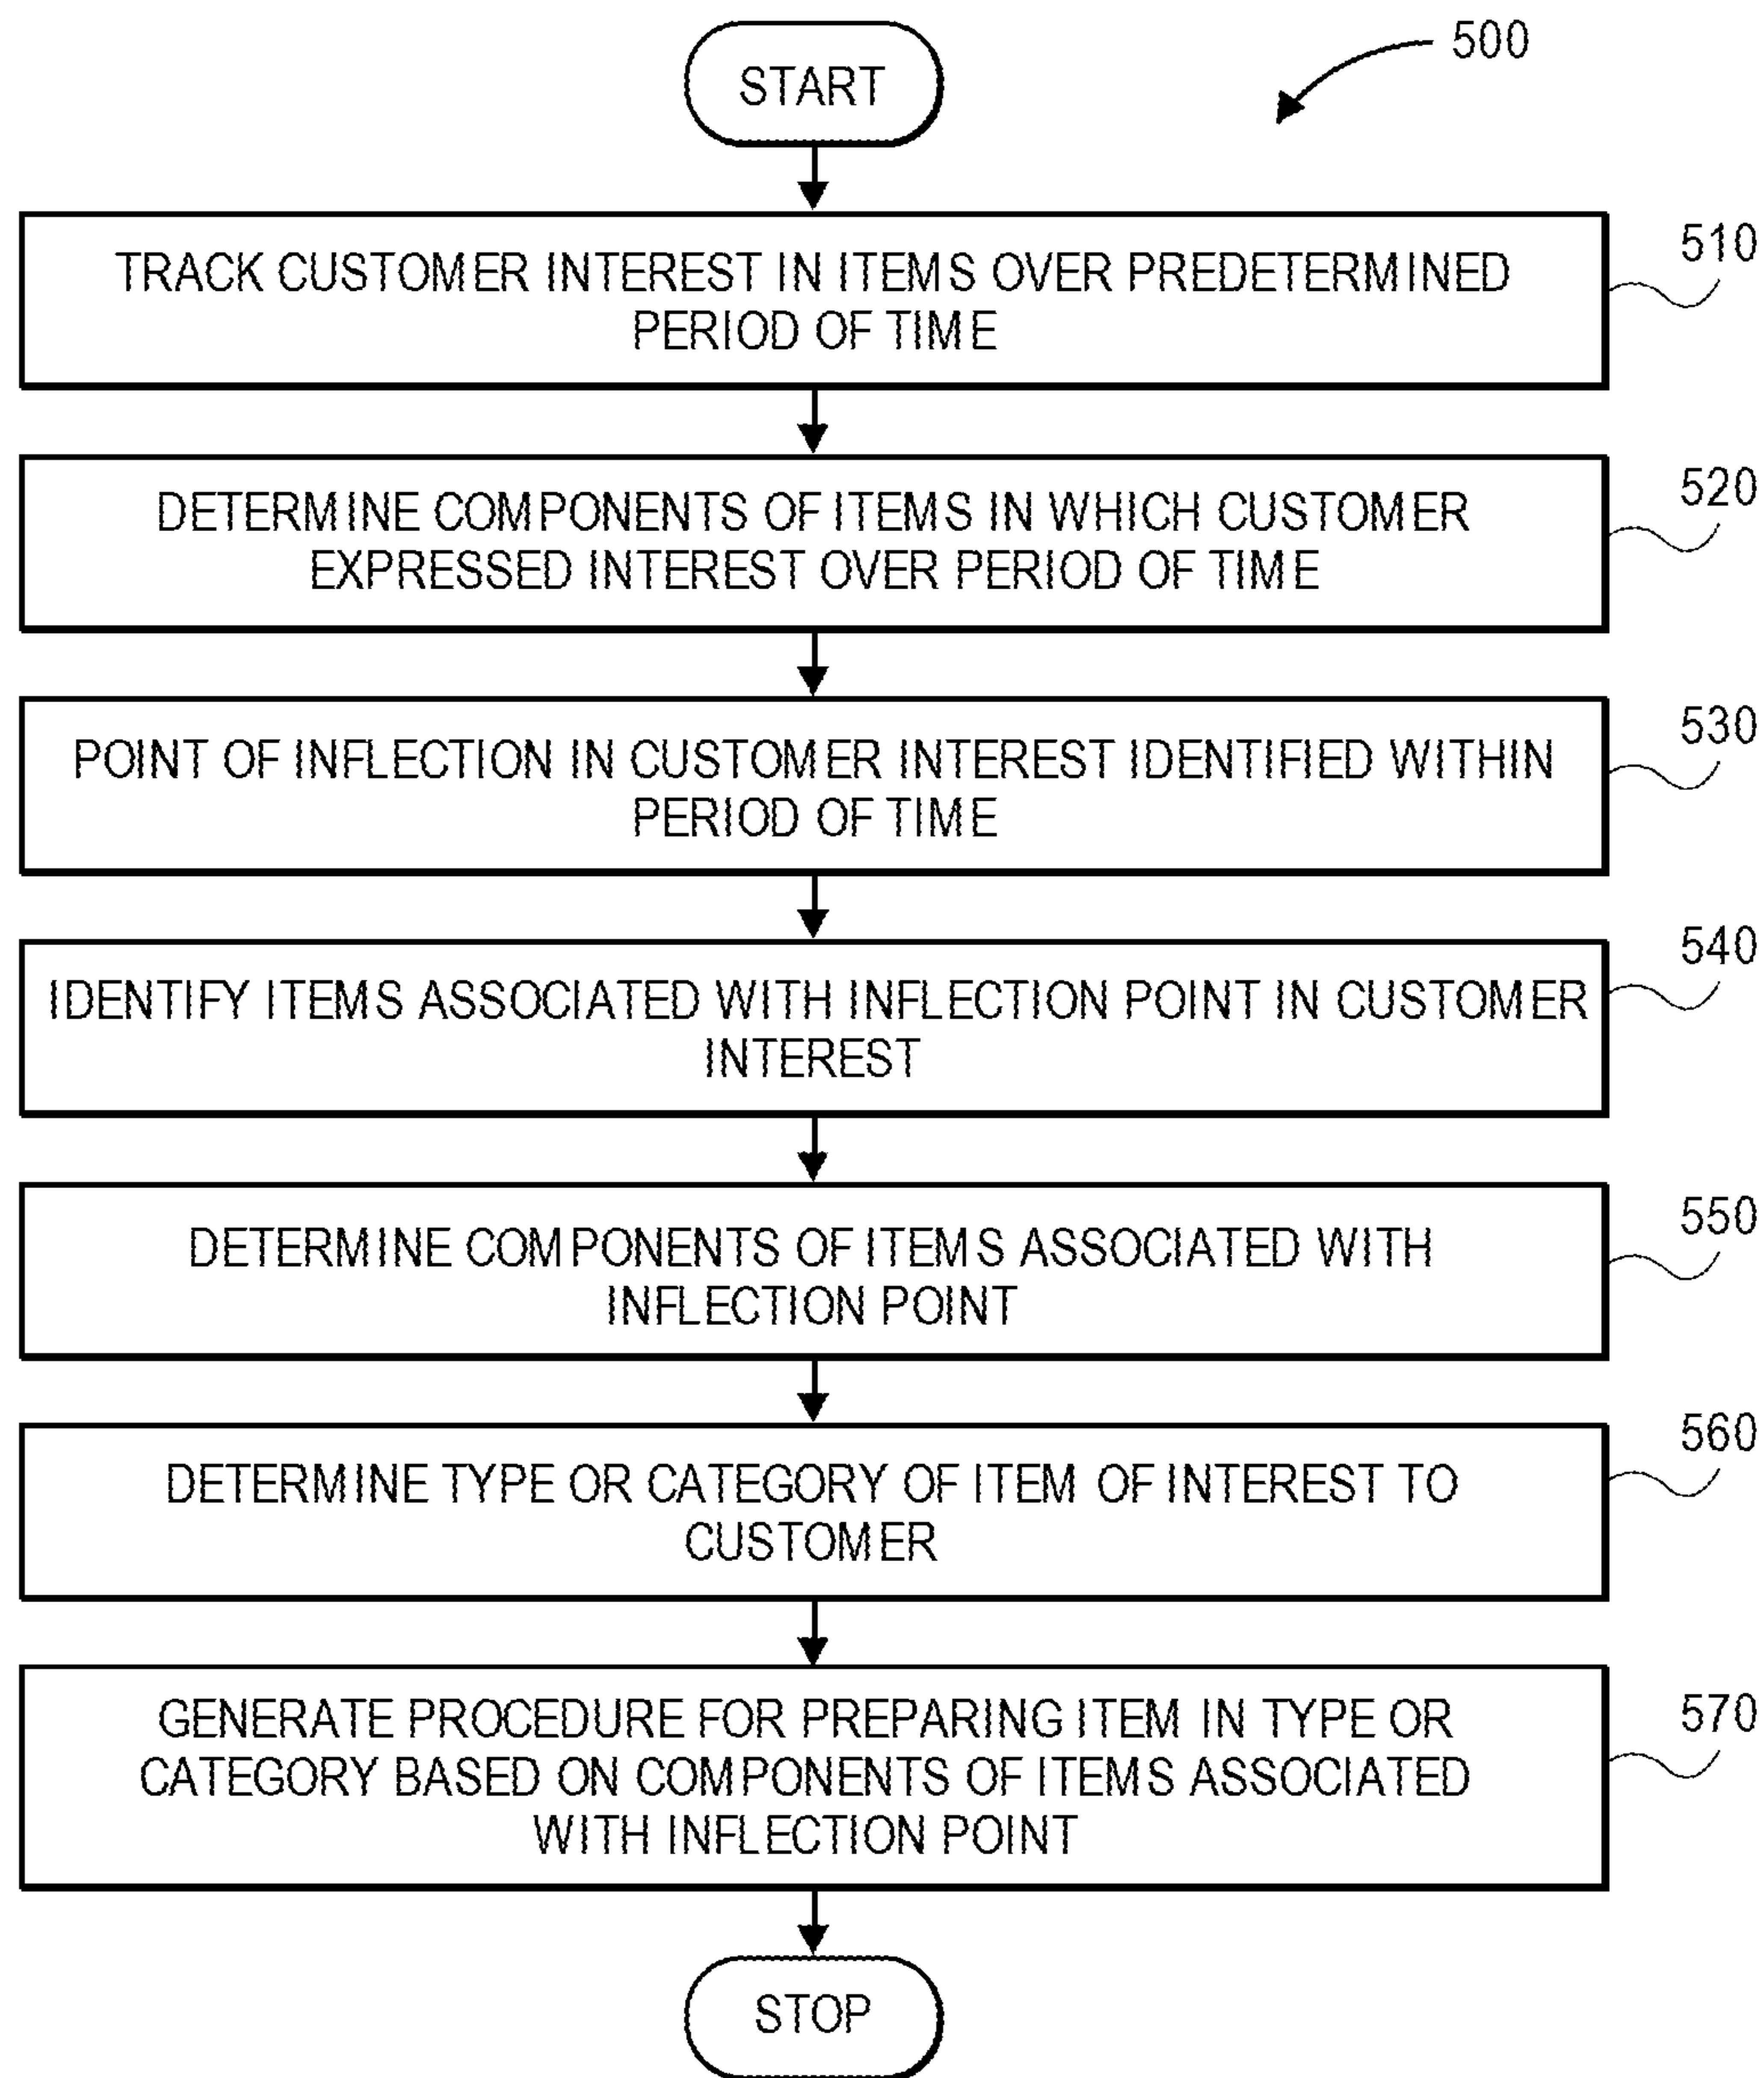 START
500
TRACK CUSTOMER INTEREST IN ITEMS OVER PREDETERMINED
PERIOD OF TIME
510
DETERMINE COMPONENTS OF ITEMS IN WHICH CUSTOMER
EXPRESSED INTEREST OVER PERIOD OF TIME
520
POINT OF INFLECTION IN CUSTOMER INTEREST IDENTIFIED WITHIN
PERIOD OF TIME
530
IDENTIFY ITEMS ASSOCIATED WITH INFLECTION POINT IN CUSTOMER
INTEREST
540
DETERMINE COMPONENTS OF ITEMS ASSOCIATED WITH
INFLECTION POINT
550
DETERMINE TYPE OR CATEGORY OF ITEM OF INTEREST TO
CUSTOMER
560
GENERATE PROCEDURE FOR PREPARING ITEM IN TYPE OR
CATEGORY BASED ON COMPONENTS OF ITEMS ASSOCIATED
WITH INFLECTION POINT
570
STOP